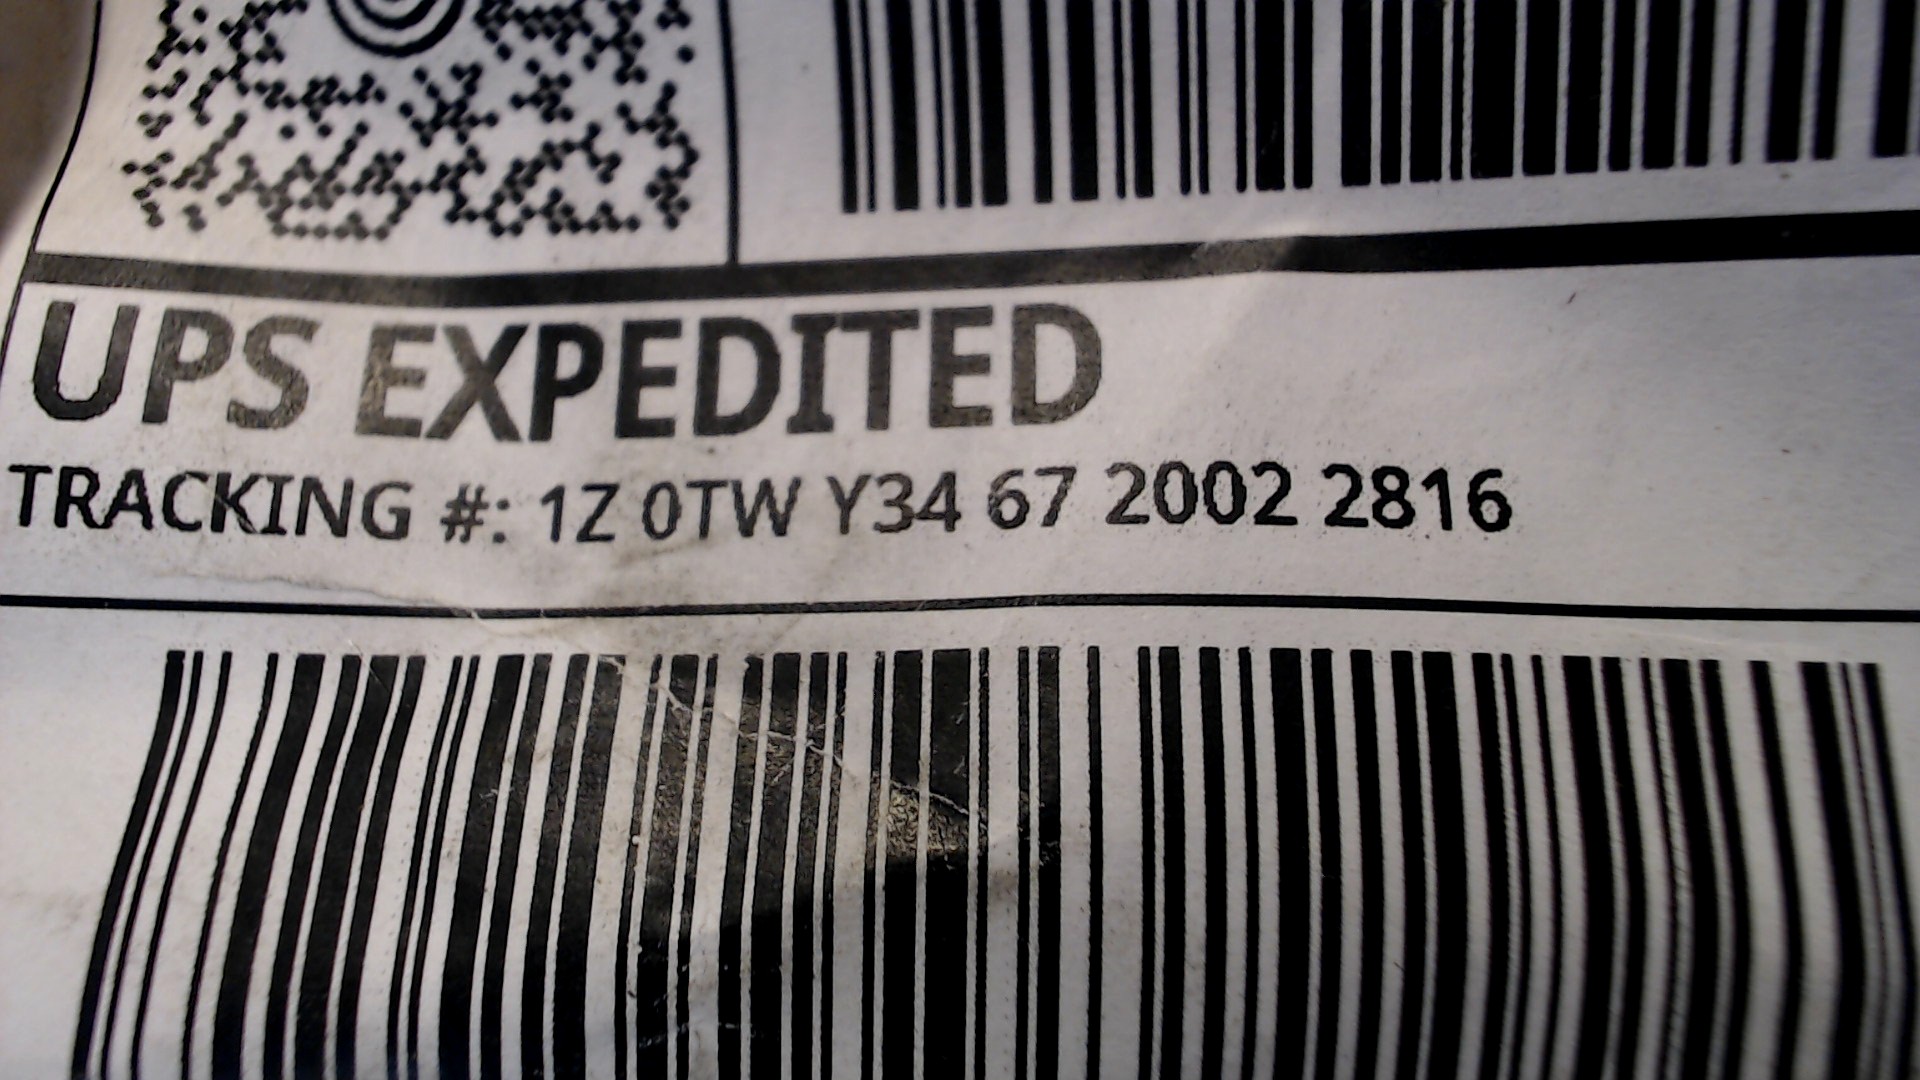 UPS EXPEDITED
TRACKING #: 1Z 0TW Y34 67 2002 2816